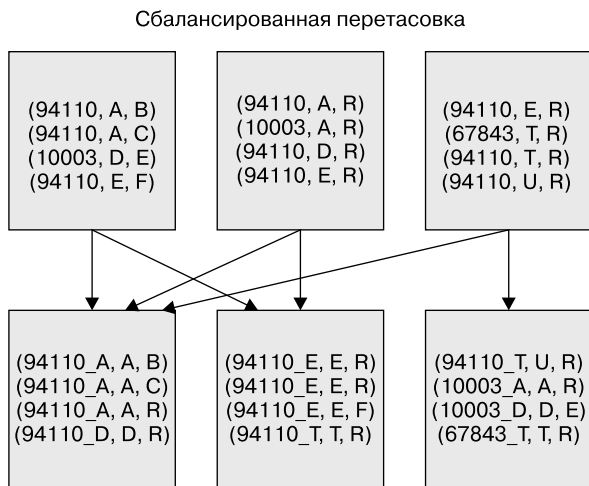 Сбалансированная перетасовка
(94110, A, B)
(94110, A, C)
(10003, D, E)
(94110, E, F)
(94110, A, R)
(10003, A, R)
(94110, D, R)
(94110, E, R)
(94110, E, R)
(67843, T, R)
(94110, T, R)
(94110, U, R)
(94110_A, A, B)
(94110_A, A, C)
(94110_A, A, R)
(94110_D, D, R)
(94110_E, E, R)
(94110_E, E, R)
(94110_E, E, F)
(94110_T, T, R)
(94110_T, U, R)
(10003_A, A, R)
(10003_D, D, E)
(67843_T, T, R)